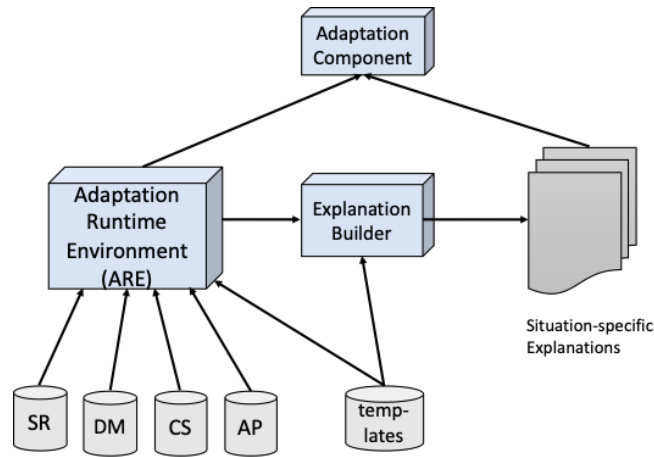 Adaptation
Component
Adaptation
Runtime
Environment
(ARE)
Explanation
Builder
Situation-specific
Explanations
SR
DM
CS
AP
temp-
lates